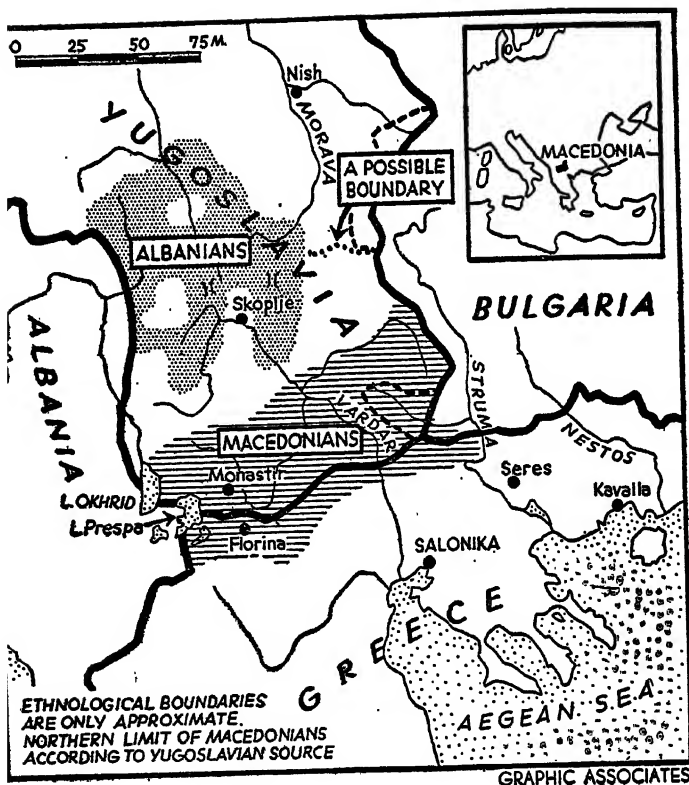 0 25 50 75 M.
Nish
MORAVA
YUGOSLAVIA
A POSSIBLE
BOUNDARY
MACEDONIA
ALBANIANS
Skoplje
BULGARIA
ALBANIA
STRUMA
VARDAR
MACEDONIANS
NESTOS
Monastir
Seres
Kavalla
L.OKHRID
L.Prespa
Florina
SALONIKA
GREECE
AEGEAN SEA
ETHNOLOGICAL BOUNDARIES
ARE ONLY APPROXIMATE.
NORTHERN LIMIT OF MACEDONIANS
ACCORDING TO YUGOSLAVIAN SOURCE
GRAPHIC ASSOCIATES